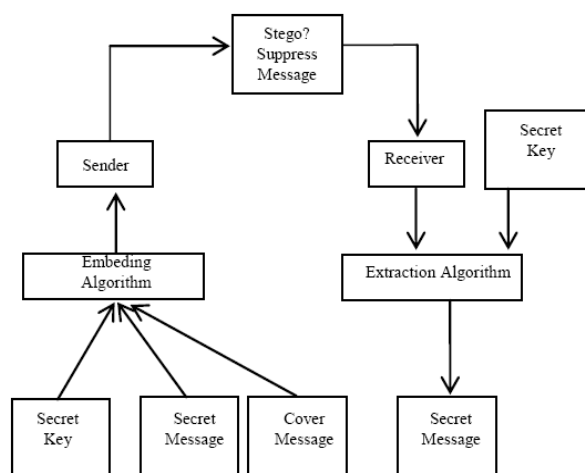 Stego?
Suppress
Message
Sender
Receiver
Secret
Key
Embeding
Algorithm
Extraction Algorithm
Secret
Key
Secret
Message
Cover
Message
Secret
Message